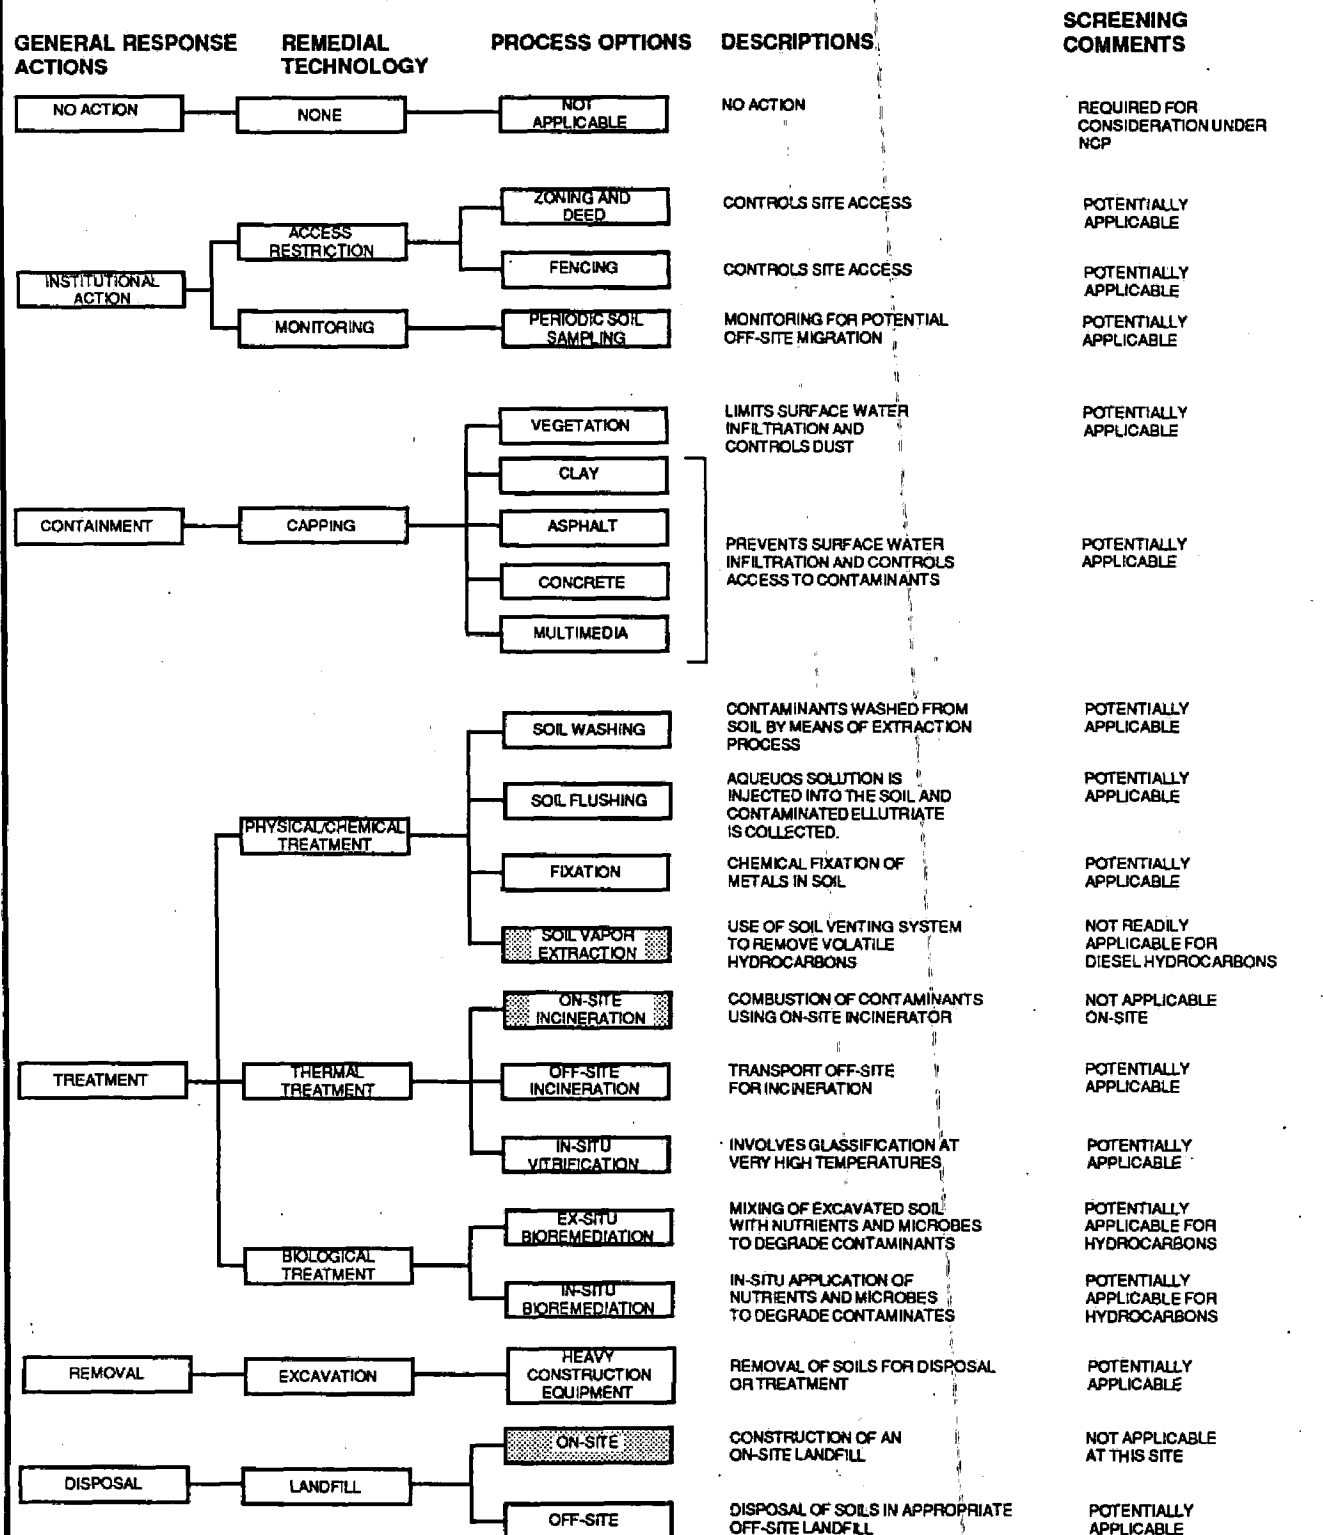 GENERAL RESPONSE ACTIONS
REMEDIAL TECHNOLOGY
PROCESS OPTIONS
DESCRIPTIONS
SCREENING COMMENTS
NO ACTION
NONE
NOT
APPLICABLE
NO ACTION
REQUIRED FOR
CONSIDERATION UNDER
NCP
INSTITUTIONAL
ACTION
ACCESS
RESTRICTION
ZONING AND
DEED
CONTROLS SITE ACCESS
POTENTIALLY
APPLICABLE
FENCING
CONTROLS SITE ACCESS
POTENTIALLY
APPLICABLE
MONITORING
PERIODIC SOIL
SAMPLING
MONITORING FOR POTENTIAL
OFF-SITE MIGRATION
POTENTIALLY
APPLICABLE
CONTAINMENT
CAPPING
VEGETATION
LIMITS SURFACE WATER
INFILTRATION AND
CONTROLS DUST
POTENTIALLY
APPLICABLE
CLAY
ASPHALT
CONCRETE
MULTIMEDIA
PREVENTS SURFACE WATER
INFILTRATION AND CONTROLS
ACCESS TO CONTAMINANTS
POTENTIALLY
APPLICABLE
TREATMENT
PHYSICAL/CHEMICAL
TREATMENT
SOIL WASHING
CONTAMINANTS WASHED FROM
SOIL BY MEANS OF EXTRACTION
PROCESS
POTENTIALLY
APPLICABLE
SOIL FLUSHING
AQUEUOS SOLUTION IS
INJECTED INTO THE SOIL AND
CONTAMINATED ELLUTRIATE
IS COLLECTED.
POTENTIALLY
APPLICABLE
FIXATION
CHEMICAL FIXATION OF
METALS IN SOIL
POTENTIALLY
APPLICABLE
SOIL VAPOR
EXTRACTION
USE OF SOIL VENTING SYSTEM
TO REMOVE VOLATILE
HYDROCARBONS
NOT READILY
APPLICABLE FOR
DIESEL HYDROCARBONS
THERMAL
TREATMENT
ON-SITE
INCINERATION
COMBUSTION OF CONTAMINANTS
USING ON-SITE INCINERATOR
NOT APPLICABLE
ON-SITE
OFF-SITE
INCINERATION
TRANSPORT OFF-SITE
FOR INCINERATION
POTENTIALLY
APPLICABLE
IN-SITU
VITRIFICATION
INVOLVES GLASSIFICATION AT
VERY HIGH TEMPERATURES
POTENTIALLY
APPLICABLE
BIOLOGICAL
TREATMENT
EX-SITU
BIOREMEDIATION
MIXING OF EXCAVATED SOIL
WITH NUTRIENTS AND MICROBES
TO DEGRADE CONTAMINANTS
POTENTIALLY
APPLICABLE FOR
HYDROCARBONS
IN-SITU
BIOREMEDIATION
IN-SITU APPLICATION OF
NUTRIENTS AND MICROBES
TO DEGRADE CONTAMINATES
POTENTIALLY
APPLICABLE FOR
HYDROCARBONS
REMOVAL
EXCAVATION
HEAVY
CONSTRUCTION
EQUIPMENT
REMOVAL OF SOILS FOR DISPOSAL
OR TREATMENT
POTENTIALLY
APPLICABLE
DISPOSAL
LANDFILL
ON-SITE
CONSTRUCTION OF AN
ON-SITE LANDFILL
NOT APPLICABLE
AT THIS SITE
OFF-SITE
DISPOSAL OF SOILS IN APPROPRIATE
OFF-SITE LANDFILL
POTENTIALLY
APPLICABLE